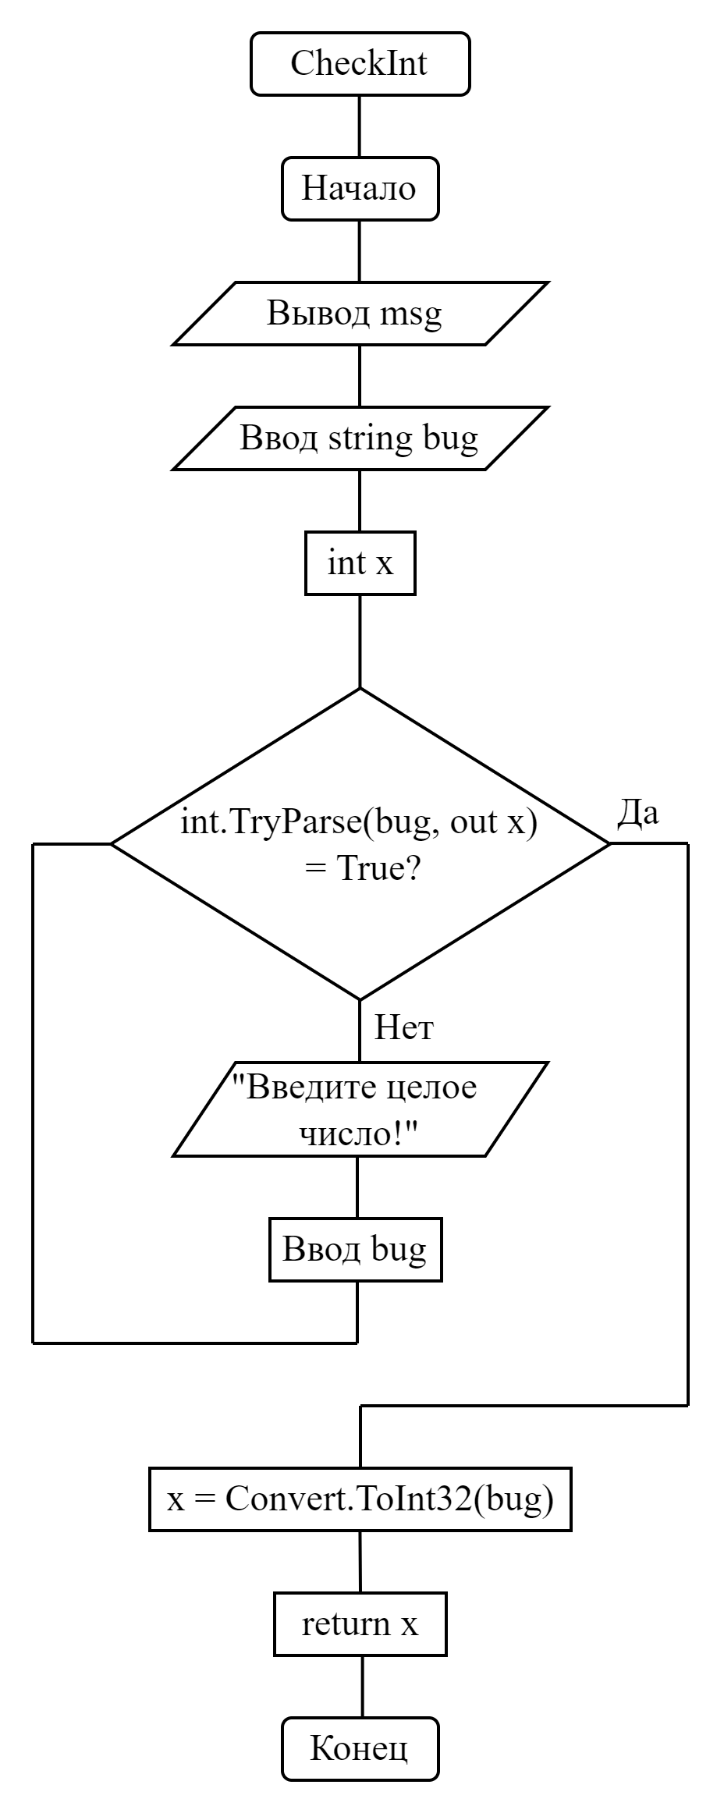 CheckInt
Начало
Вывод msg
Ввод string bug
int x
int.TryParse(bug, out x)
= True?
Да
Нет
"Введите целое
число!"
Ввод bug
x = Convert.ToInt32(bug)
return x
Конец